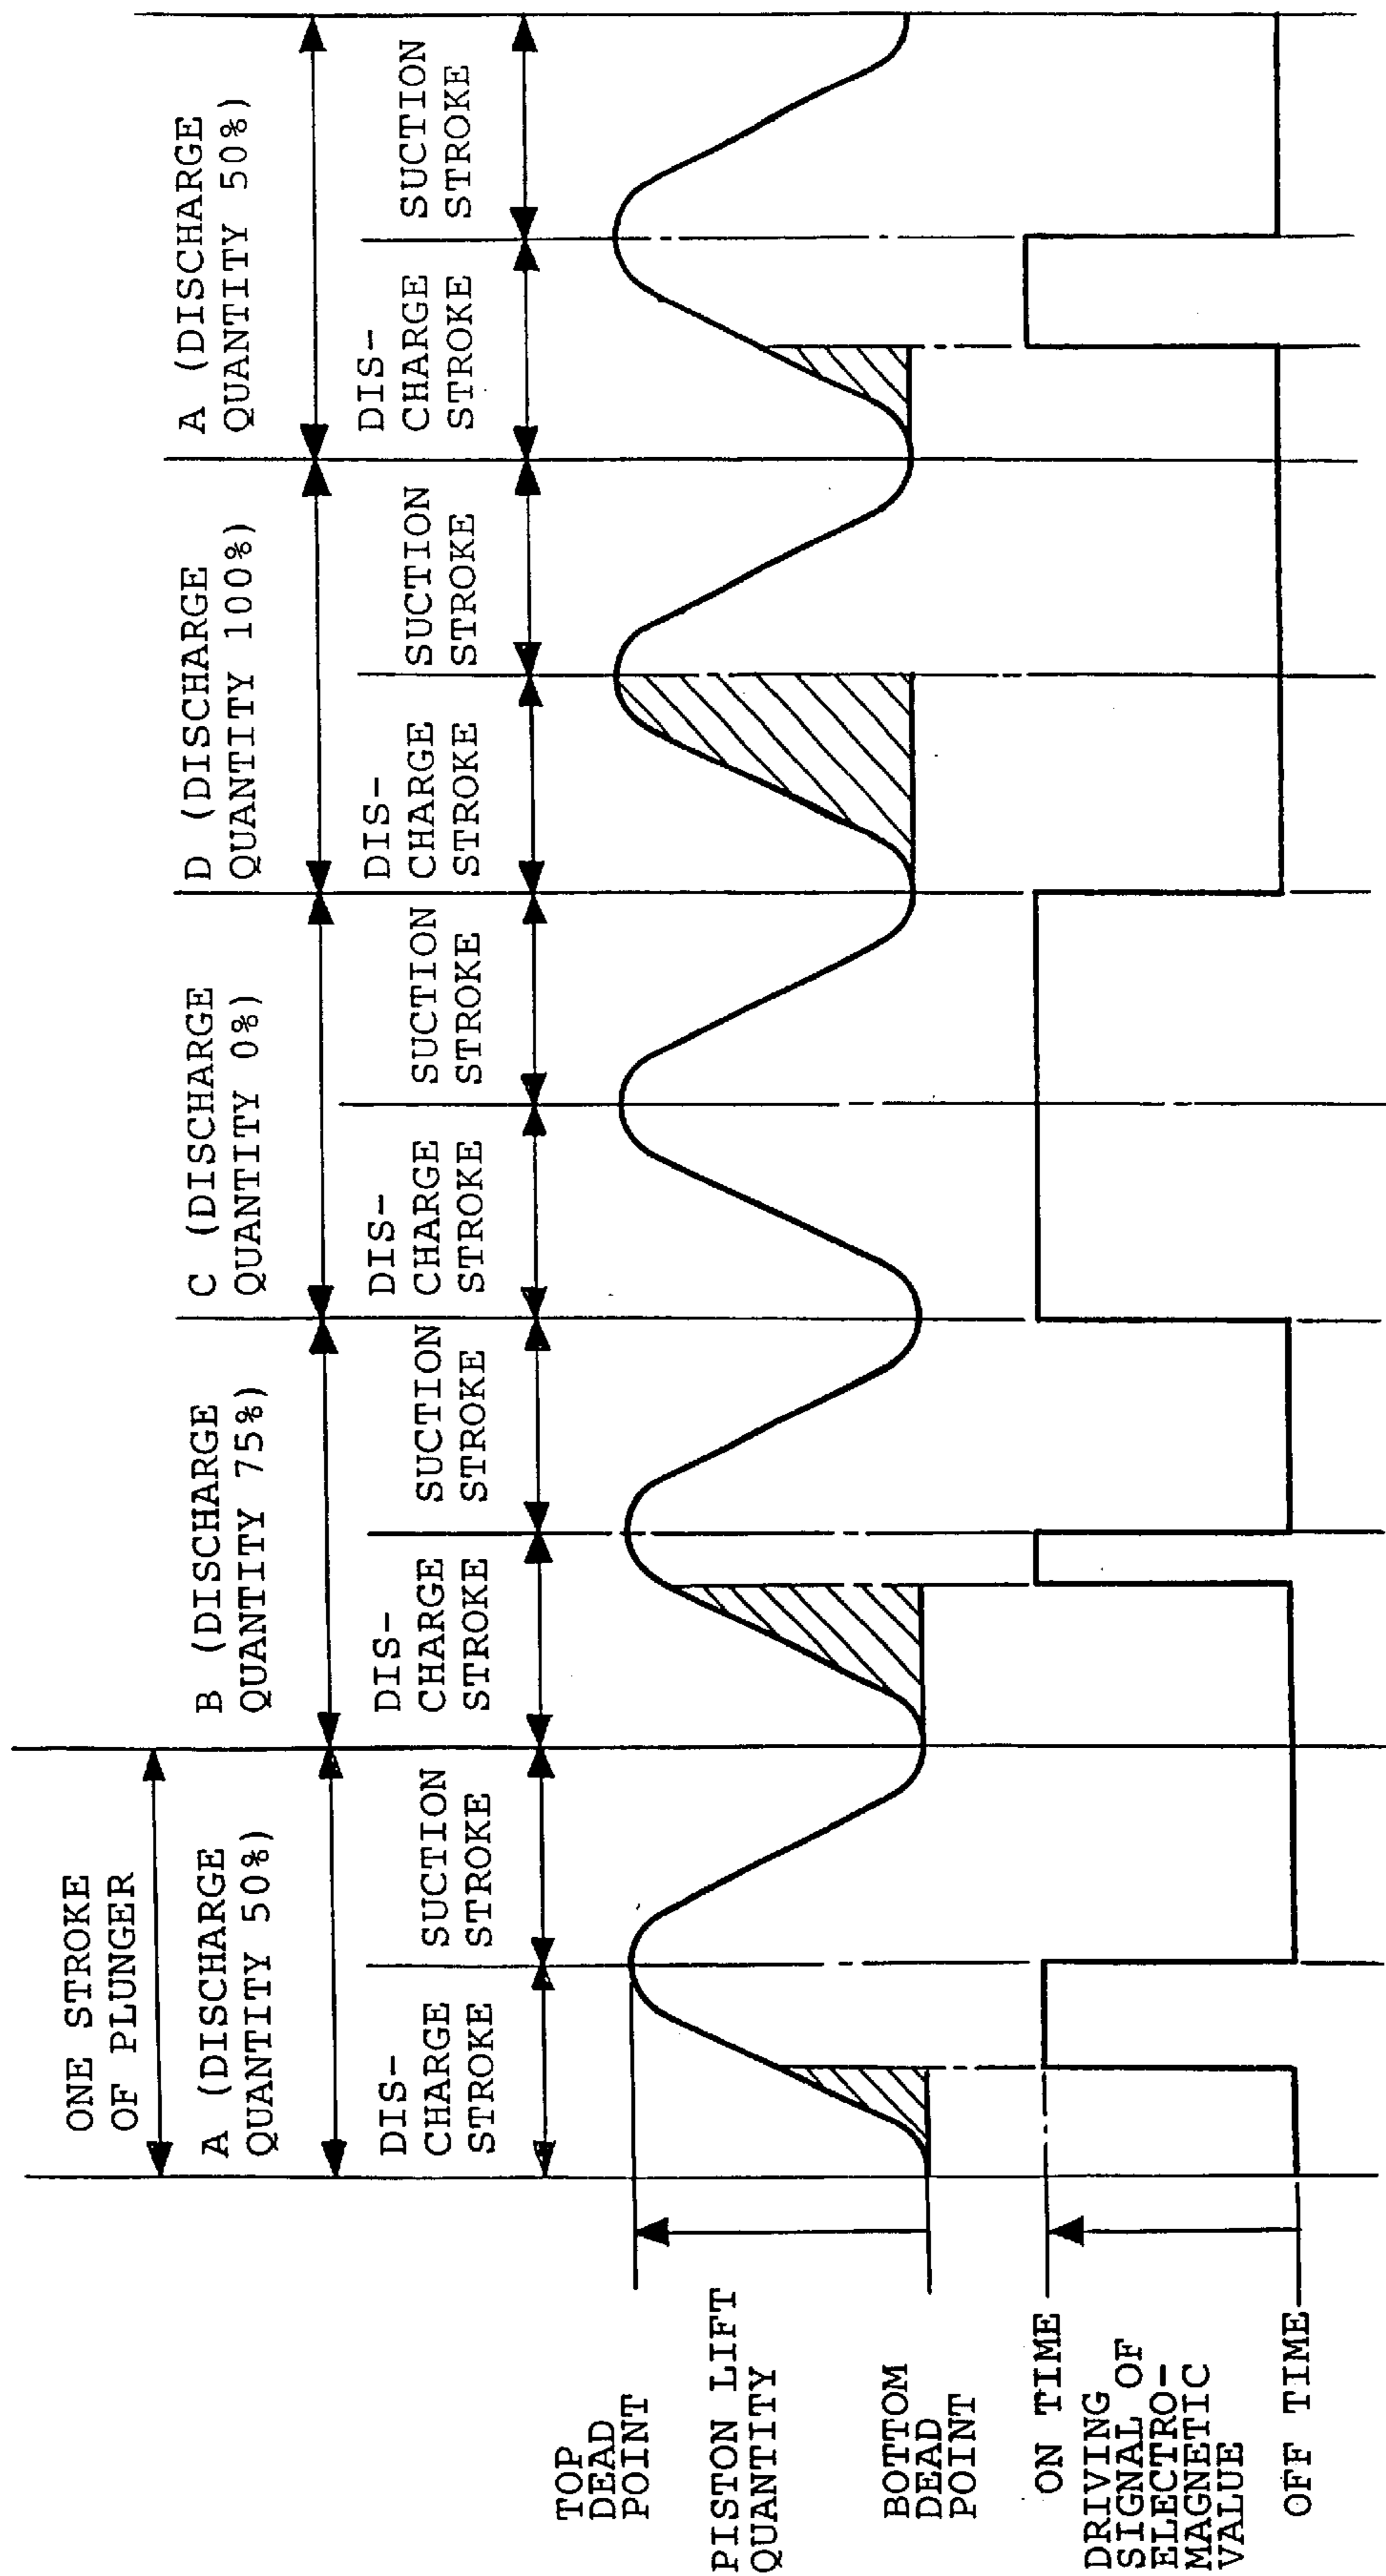 ONE STROKE
OF PLUNGER
A (DISCHARGE
QUANTITY 50%)
B (DISCHARGE
QUANTITY 75%)
C (DISCHARGE
QUANTITY 0%)
D (DISCHARGE
QUANTITY 100%)
A (DISCHARGE
QUANTITY 50%)
DIS-
CHARGE
STROKE
SUCTION
STROKE
DIS-
CHARGE
STROKE
SUCTION
STROKE
DIS-
CHARGE
STROKE
SUCTION
STROKE
DIS-
CHARGE
STROKE
SUCTION
STROKE
DIS-
CHARGE
STROKE
SUCTION
STROKE
TOP
DEAD
POINT
PISTON LIFT
QUANTITY
BOTTOM
DEAD
POINT
ON TIME
DRIVING
SIGNAL OF
ELECTRO-
MAGNETIC
VALUE
OFF TIME